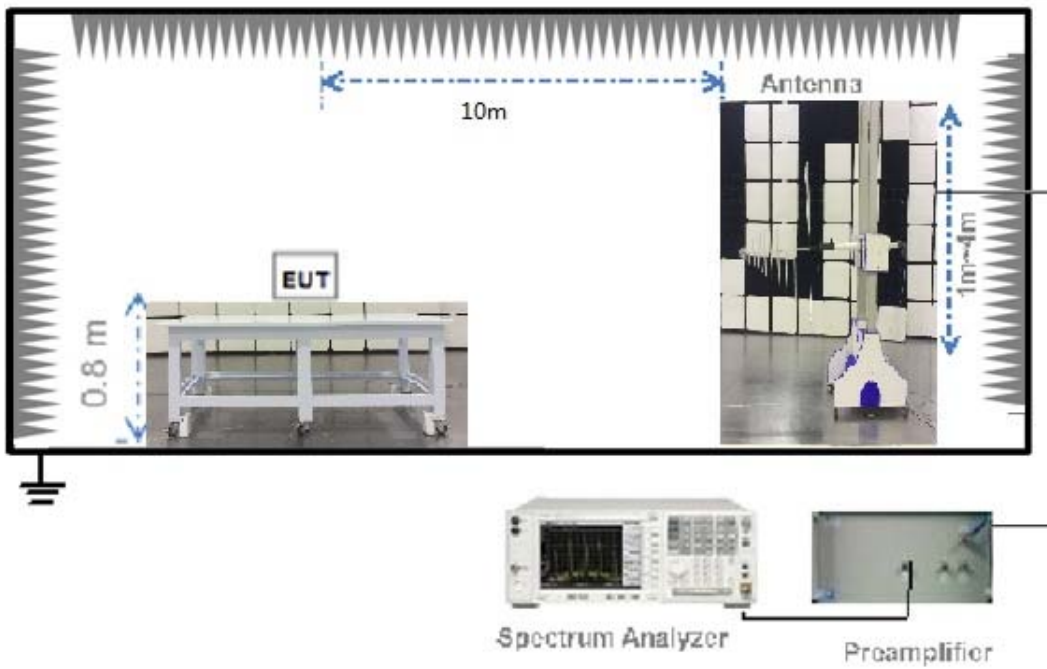 Antenna
10m
1m~4m
EUT
0.8 m
Spectrum Analyzer
Preamplifier